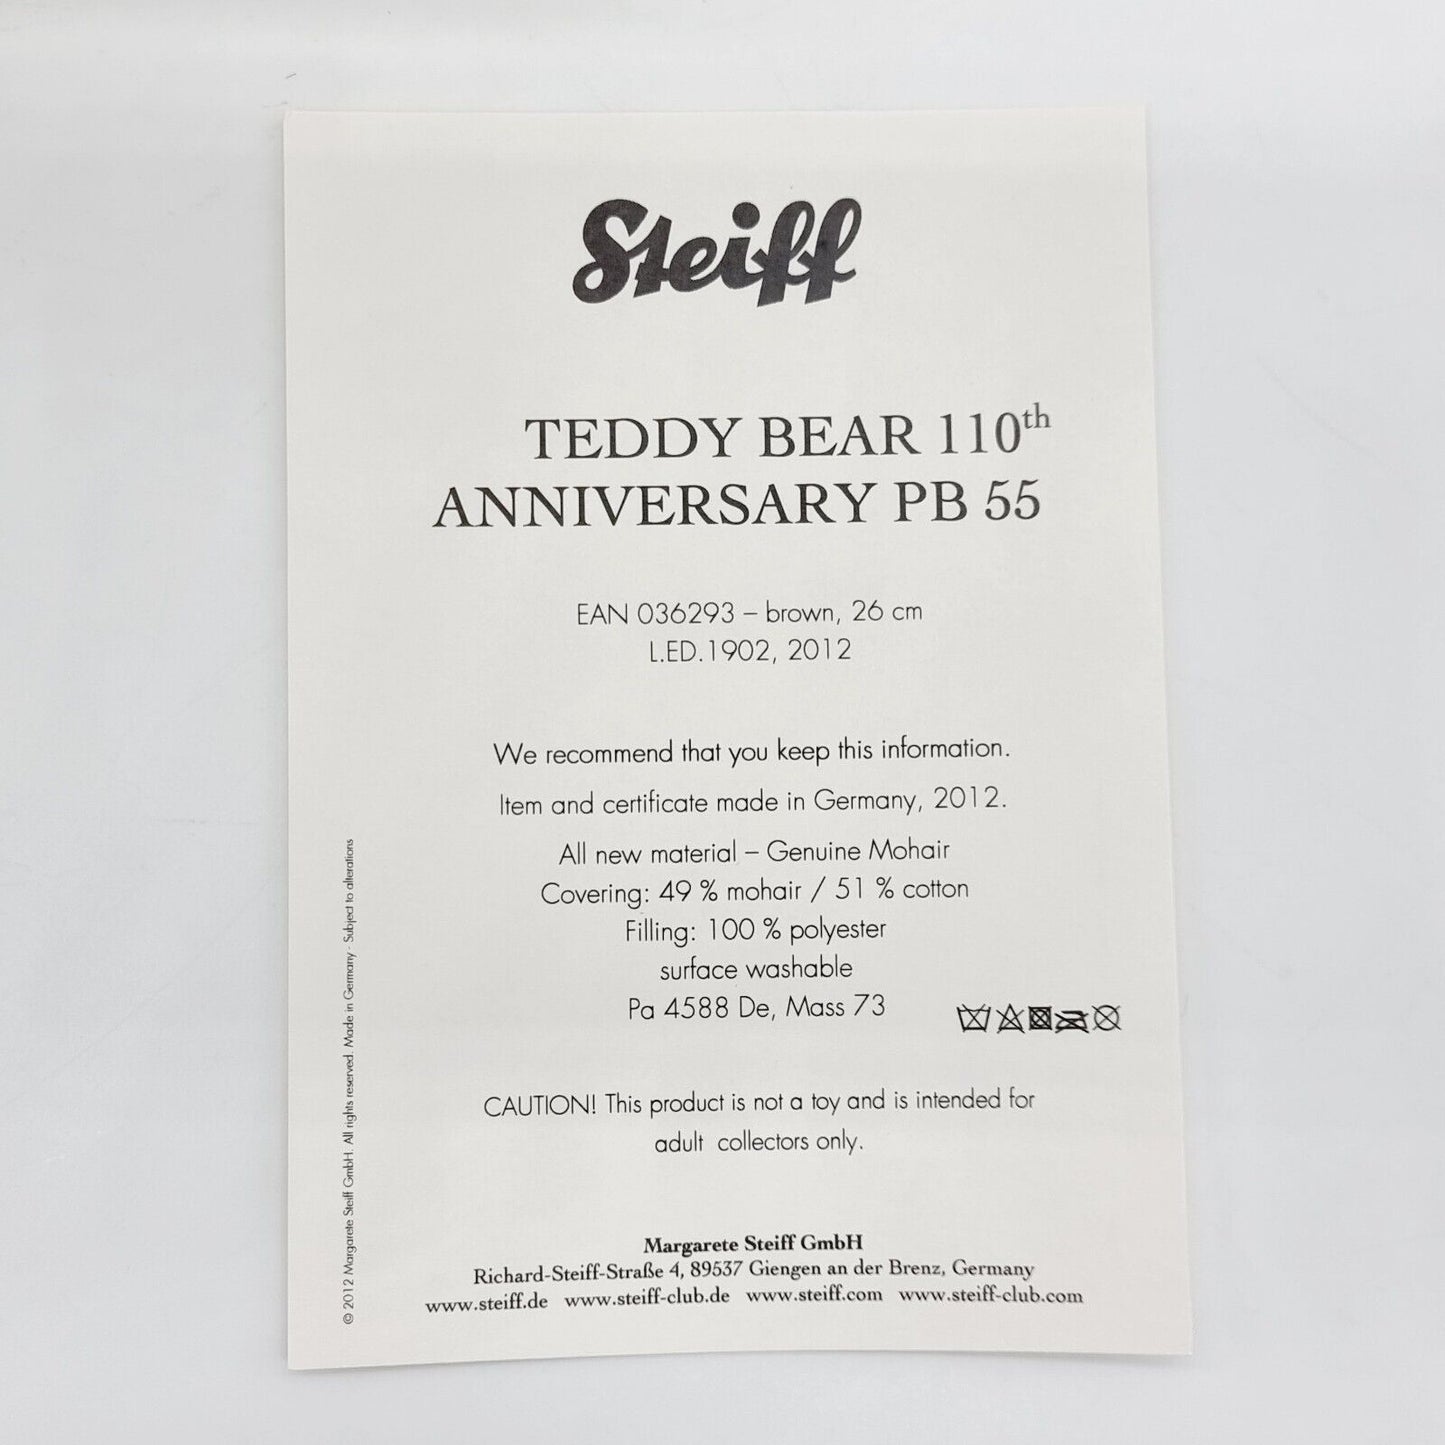 Steiff
TEDDY BEAR 110th
ANNIVERSARY PB 55
EAN 036293 – brown, 26 cm
L.ED.1902, 2012
We recommend that you keep this information.
Item and certificate made in Germany, 2012.
All new material – Genuine Mohair
Covering: 49 % mohair / 51 % cotton
Filling: 100 % polyester
surface washable
Pa 4588 De, Mass 73
CAUTION! This product is not a toy and is intended for
adult collectors only.
Margarete Steiff GmbH
Richard-Steiff-Straße 4, 89537 Giengen an der Brenz, Germany
www.steiff.de www.steiff-club.de www.steiff.com www.steiff-club.com
© 2012 Margarete Steiff GmbH. All rights reserved. Made in Germany - Subject to alterations